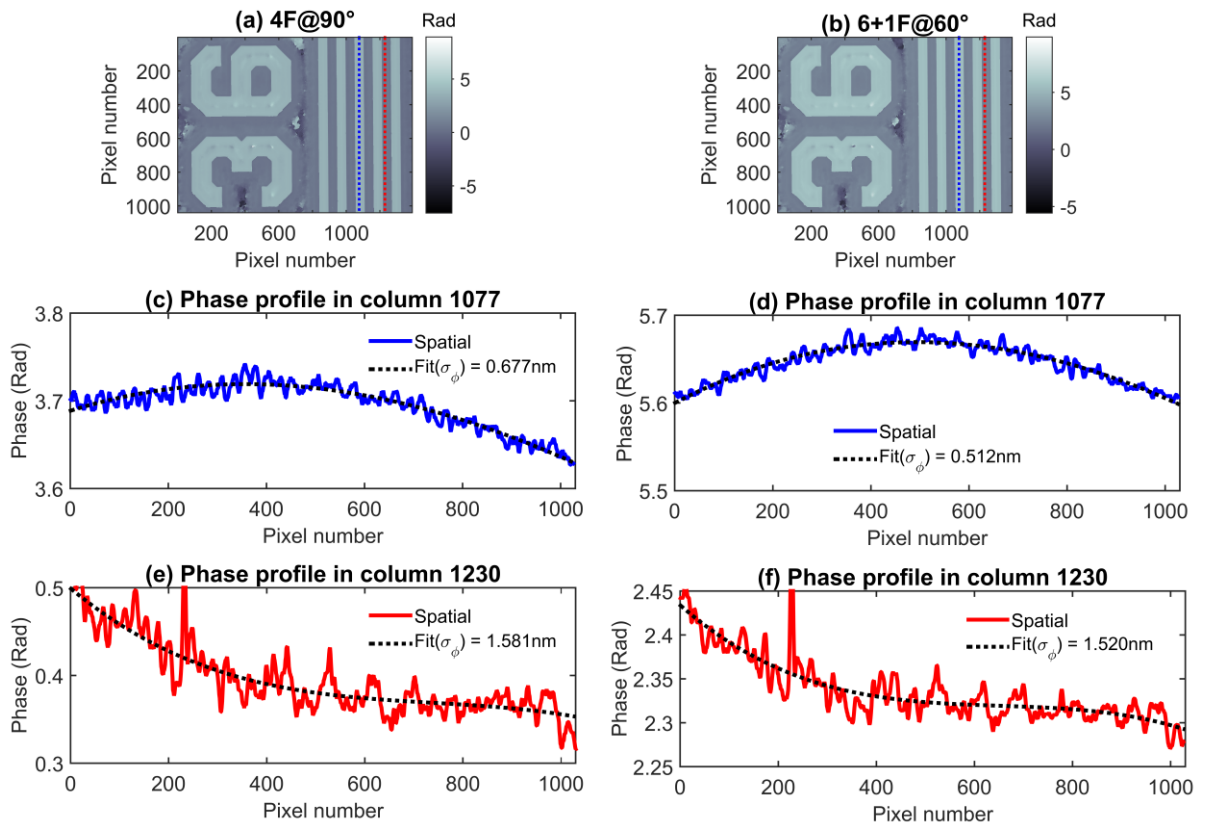 (a) 4F@90°
Rad
Pixel number
200
400
600
800
1000
5
0
-5
200 600 1000
Pixel number
(b) 6+1F@60°
Rad
Pixel number
200
400
600
800
1000
5
0
-5
200 600 1000
Pixel number
(c) Phase profile in column 1077
Phase (Rad)
3.8
3.7
3.6
Spatial
Fit(σϕ) = 0.677nm
0 200 400 600 800 1000
Pixel number
(d) Phase profile in column 1077
Phase (Rad)
5.7
5.6
5.5
Spatial
Fit(σϕ) = 0.512nm
0 200 400 600 800 1000
Pixel number
(e) Phase profile in column 1230
Phase (Rad)
0.5
0.4
0.3
Spatial
Fit(σϕ) = 1.581nm
0 200 400 600 800 1000
Pixel number
(f) Phase profile in column 1230
Phase (Rad)
2.45
2.4
2.35
2.3
2.25
Spatial
Fit(σϕ) = 1.520nm
0 200 400 600 800 1000
Pixel number